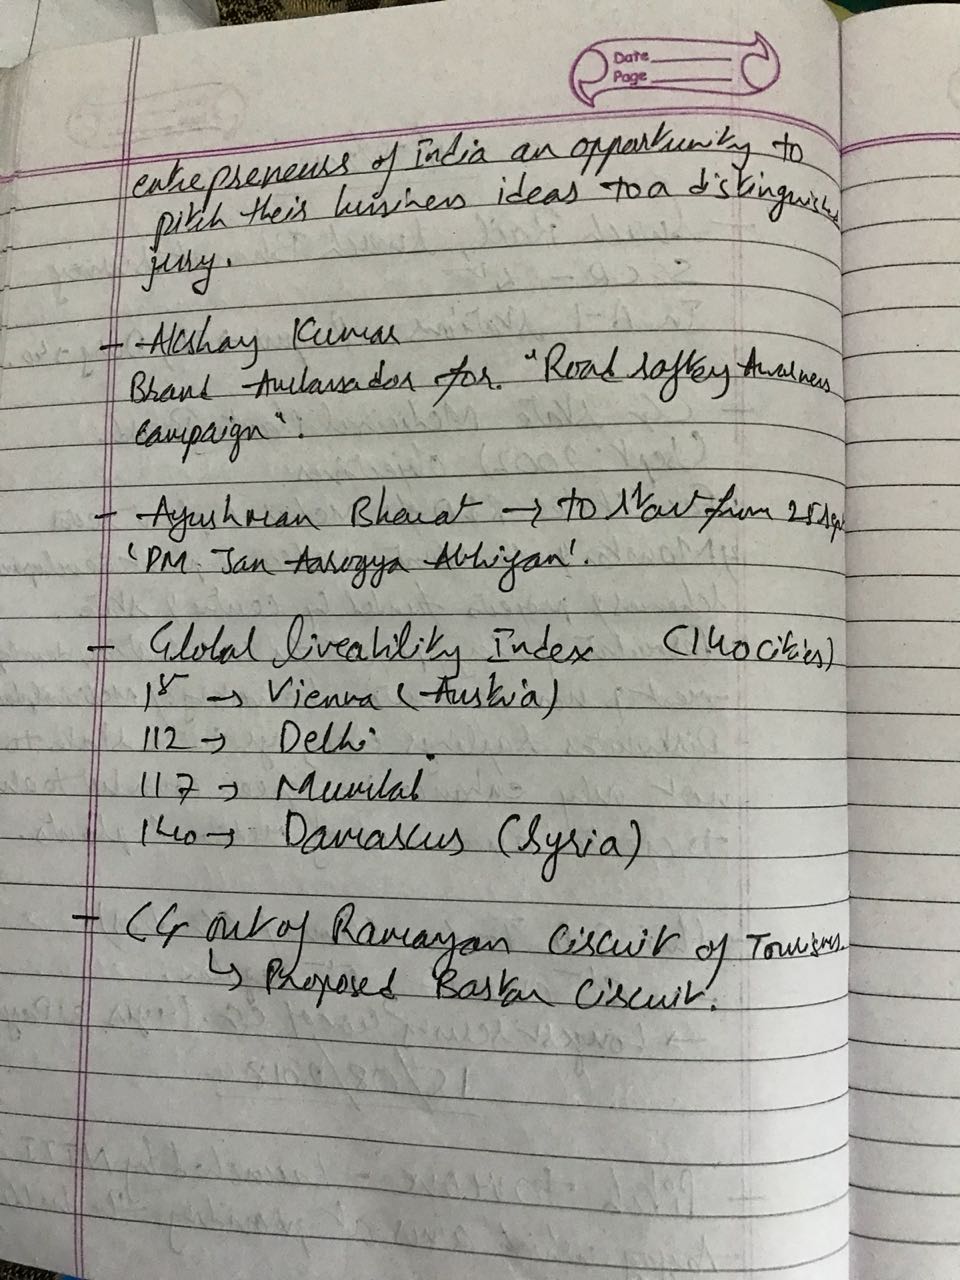 Date
Page
entrepreneurs of India an opportunity to
pitch their business ideas to a distinguished
jury.
- Akshay Kumar
Brand Ambassador for "Road safety Awareness
campaign".
- Ayushman Bharat → to start from 25 Sept
'PM Jan Aarogya Abhiyan'.
- Global liveability Index (140 cities)
1st → Vienna (Austria)
112 → Delhi
117 → Mumbai
140 → Damascus (Syria)
- CG out of Ramayan Circuit of Tourism.
↳ Proposed Bastar Circuit.